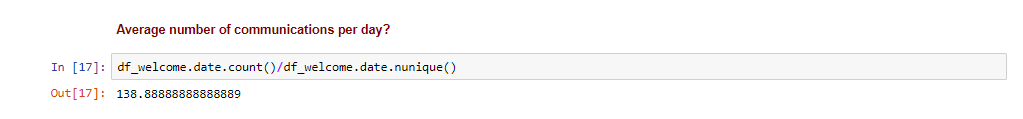 Average number of communications per day?
In [17]: df_welcome.date.count()/df_welcome.date.nunique()
Out[17]: 138.88888888888889